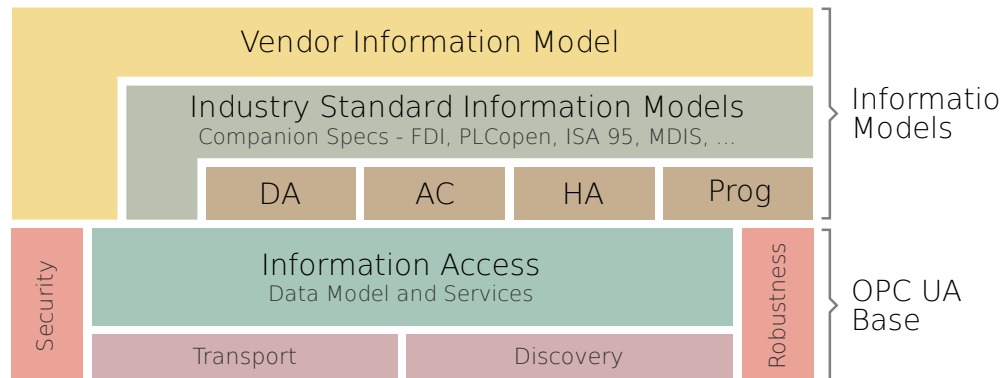 Vendor Information Model
Industry Standard Information Models
Companion Specs - FDI, PLCopen, ISA 95, MDIS, ...
DA
AC
HA
Prog
Informatio
Models
Security
Information Access
Data Model and Services
Robustness
Transport
Discovery
OPC UA
Base